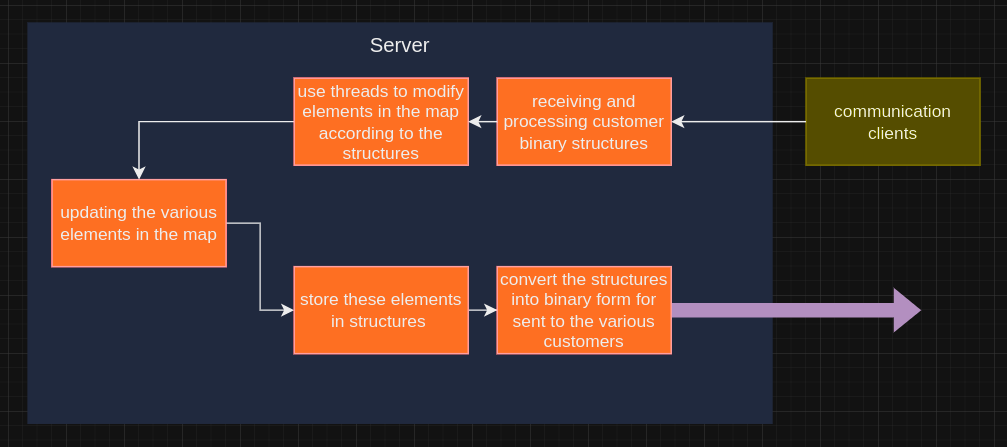 Server
use threads to modify
elements in the map
according to the
structures
receiving and
processing customer
binary structures
communication
clients
updating the various
elements in the map
store these elements
in structures
convert the structures
into binary form for
sent to the various
customers